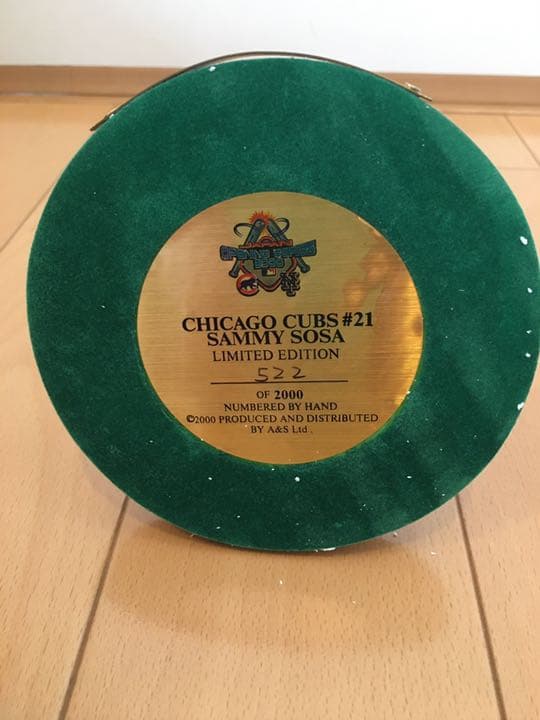 CHICAGO CUBS #21
SAMMY SOSA
LIMITED EDITION
522
OF 2000
NUMBERED BY HAND
©2000 PRODUCED AND DISTRIBUTED
BY A&S Ltd.